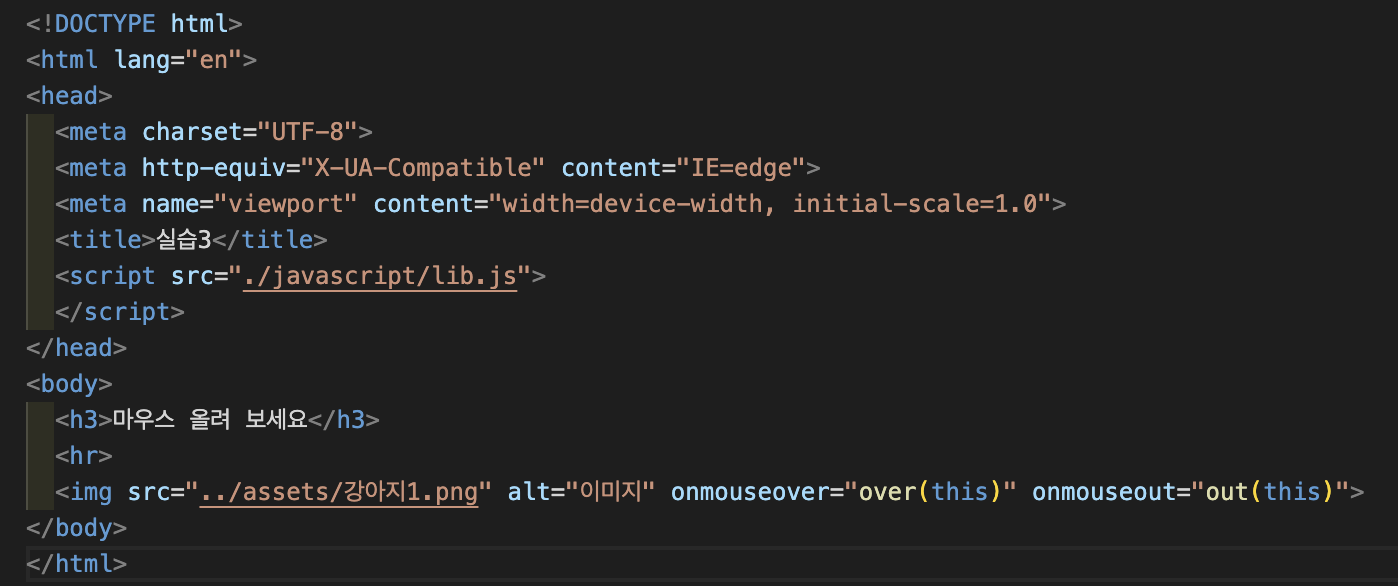 <!DOCTYPE html>
<html lang="en">
<head>
  <meta charset="UTF-8">
  <meta http-equiv="X-UA-Compatible" content="IE=edge">
  <meta name="viewport" content="width=device-width, initial-scale=1.0">
  <title>실습3</title>
  <script src="./javascript/lib.js">
  </script>
</head>
<body>
  <h3>마우스 올려 보세요</h3>
  <hr>
  <img src="../assets/강아지1.png" alt="이미지" onmouseover="over(this)" onmouseout="out(this)">
</body>
</html>